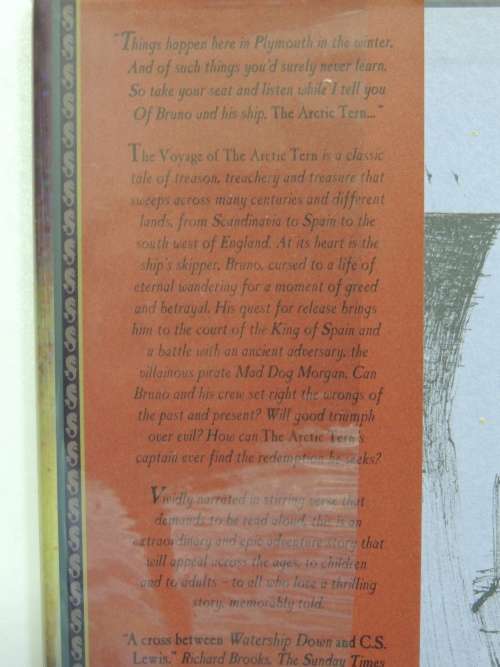 "Things happen here in Plymouth in the winter.
And of such things you'd surely never learn.
So take your seat and listen while I tell you
Of Bruno and his ship, The Arctic Tern..."
The Voyage of The Arctic Tern is a classic
tale of treason, treachery and treasure that
sweeps across many centuries and different
lands, from Scandinavia to Spain to the
south west of England. At its heart is the
ship's skipper, Bruno, cursed to a life of
eternal wandering for a moment of greed
and betrayal. His quest for release brings
him to the court of the King of Spain and
a battle with an ancient adversary, the
villainous pirate Mad Dog Morgan. Can
Bruno and his crew set right the wrongs of
the past and present? Will good triumph
over evil? How can The Arctic Tern's
captain ever find the redemption he seeks?
Vividly narrated in stirring verse that
demands to be read aloud, this is an
extraordinary and epic adventure story that
will appeal across the ages, to children
and to adults – to all who love a thrilling
story, memorably told.
"A cross between Watership Down and C.S.
Lewis." Richard Brooks, The Sunday Times